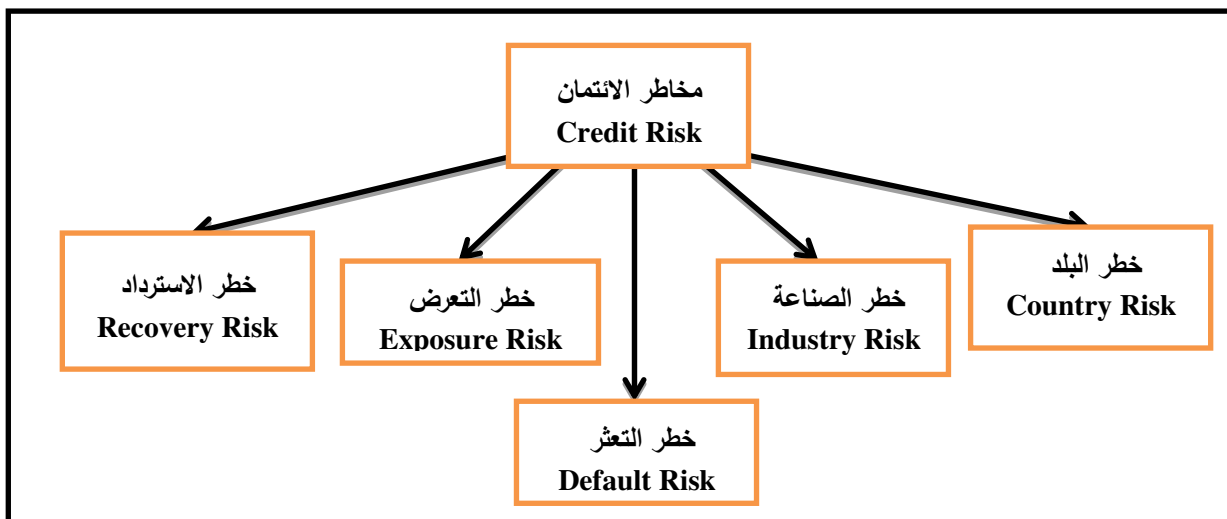 مخاطر الائتمان
Credit Risk
خطر البلد
Country Risk
خطر الصناعة
Industry Risk
خطر التعرض
Exposure Risk
خطر الاسترداد
Recovery Risk
خطر التعثر
Default Risk